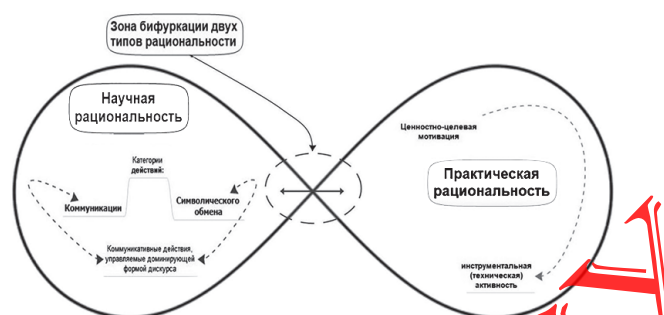 Зона бифуркации двух
типов рациональности
Научная
рациональность
Категории
действий:
Коммуникации
Символического
обмена
Коммуникативные действия,
управляемые доминирующей
формой дискурса
Ценностно-целевая
мотивация
Практическая
рациональность
инструментальная
(техническая)
активность